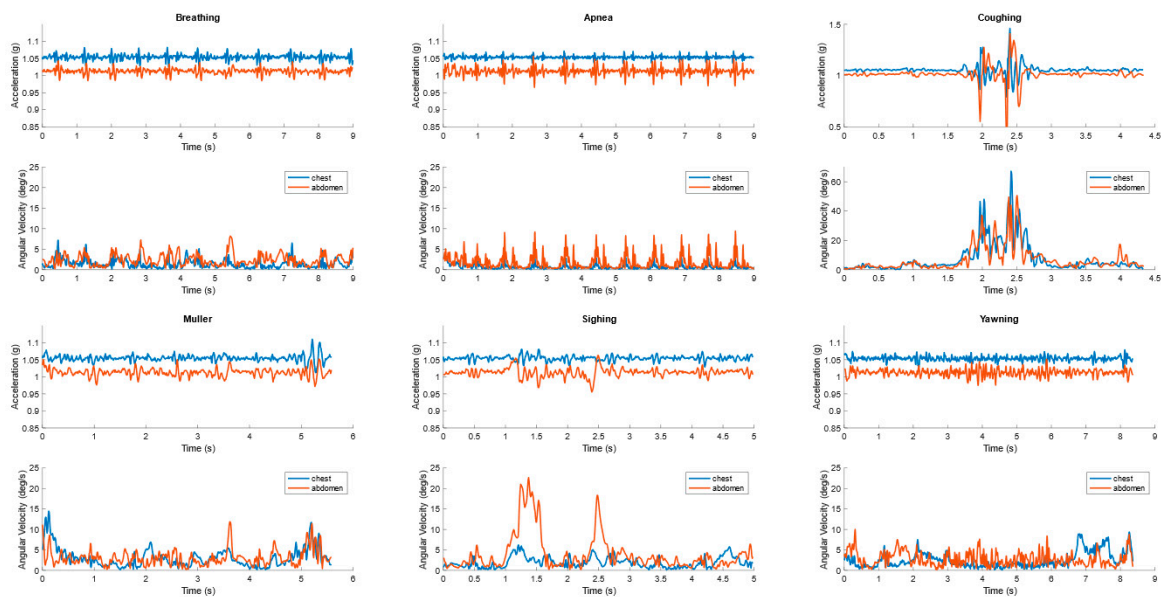 Breathing
Apnea
Coughing
Acceleration (g)
1.1
1.05
1
0.95
0.9
0.85
0 1 2 3 4 5 6 7 8 9
Time (s)
Acceleration (g)
1.1
1.05
1
0.95
0.9
0.85
0 1 2 3 4 5 6 7 8 9
Time (s)
Acceleration (g)
1.5
1
0.5
0 0.5 1 1.5 2 2.5 3 3.5 4 4.5
Time (s)
Angular Velocity (deg/s)
25
20
15
10
5
0
chest
abdomen
0 1 2 3 4 5 6 7 8 9
Time (s)
Angular Velocity (deg/s)
25
20
15
10
5
0
chest
abdomen
0 1 2 3 4 5 6 7 8 9
Time (s)
Angular Velocity (deg/s)
60
40
20
0
chest
abdomen
0 0.5 1 1.5 2 2.5 3 3.5 4 4.5
Time (s)
Muller
Sighing
Yawning
Acceleration (g)
1.1
1.05
1
0.95
0.9
0.85
0 1 2 3 4 5 6
Time (s)
Acceleration (g)
1.1
1.05
1
0.95
0.9
0.85
0 0.5 1 1.5 2 2.5 3 3.5 4 4.5 5
Time (s)
Acceleration (g)
1.1
1.05
1
0.95
0.9
0.85
0 1 2 3 4 5 6 7 8 9
Time (s)
Angular Velocity (deg/s)
25
20
15
10
5
0
chest
abdomen
0 1 2 3 4 5 6
Time (s)
Angular Velocity (deg/s)
25
20
15
10
5
0
chest
abdomen
0 0.5 1 1.5 2 2.5 3 3.5 4 4.5 5
Time (s)
Angular Velocity (deg/s)
25
20
15
10
5
0
chest
abdomen
0 1 2 3 4 5 6 7 8 9
Time (s)